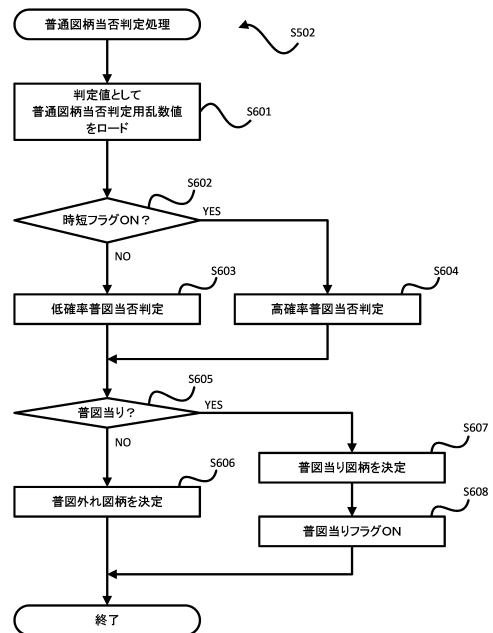 普通図柄当否判定処理
S502
判定値として
普通図柄当否判定用乱数値
をロード
S601
S602
時短フラグON?
YES
NO
S603
低確率普図当否判定
S604
高確率普図当否判定
S605
普図当り?
YES
NO
S606
普図外れ図柄を決定
S607
普図当り図柄を決定
S608
普図当りフラグON
終了